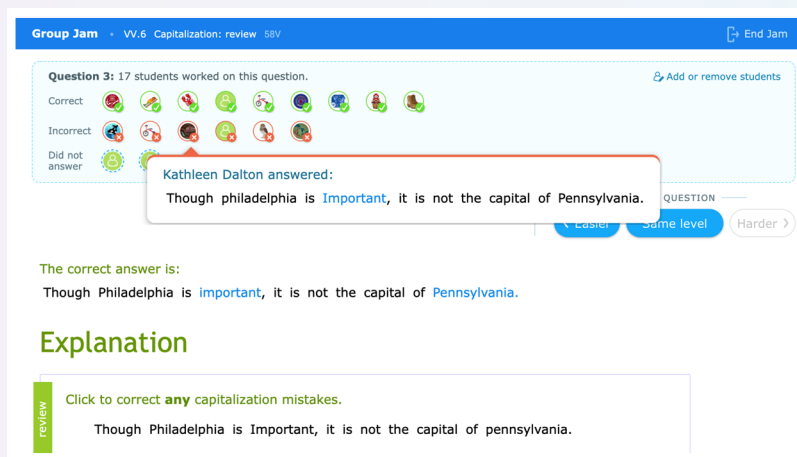 Group Jam • VV.6 Capitalization: review 58V End Jam
Question 3: 17 students worked on this question. Add or remove students
Correct
Incorrect
Did not
answer
Kathleen Dalton answered:
Though philadelphia is Important, it is not the capital of Pennsylvania.
QUESTION
< Easier Same level Harder >
The correct answer is:
Though Philadelphia is important, it is not the capital of Pennsylvania.
Explanation
review
Click to correct any capitalization mistakes.
Though Philadelphia is Important, it is not the capital of pennsylvania.